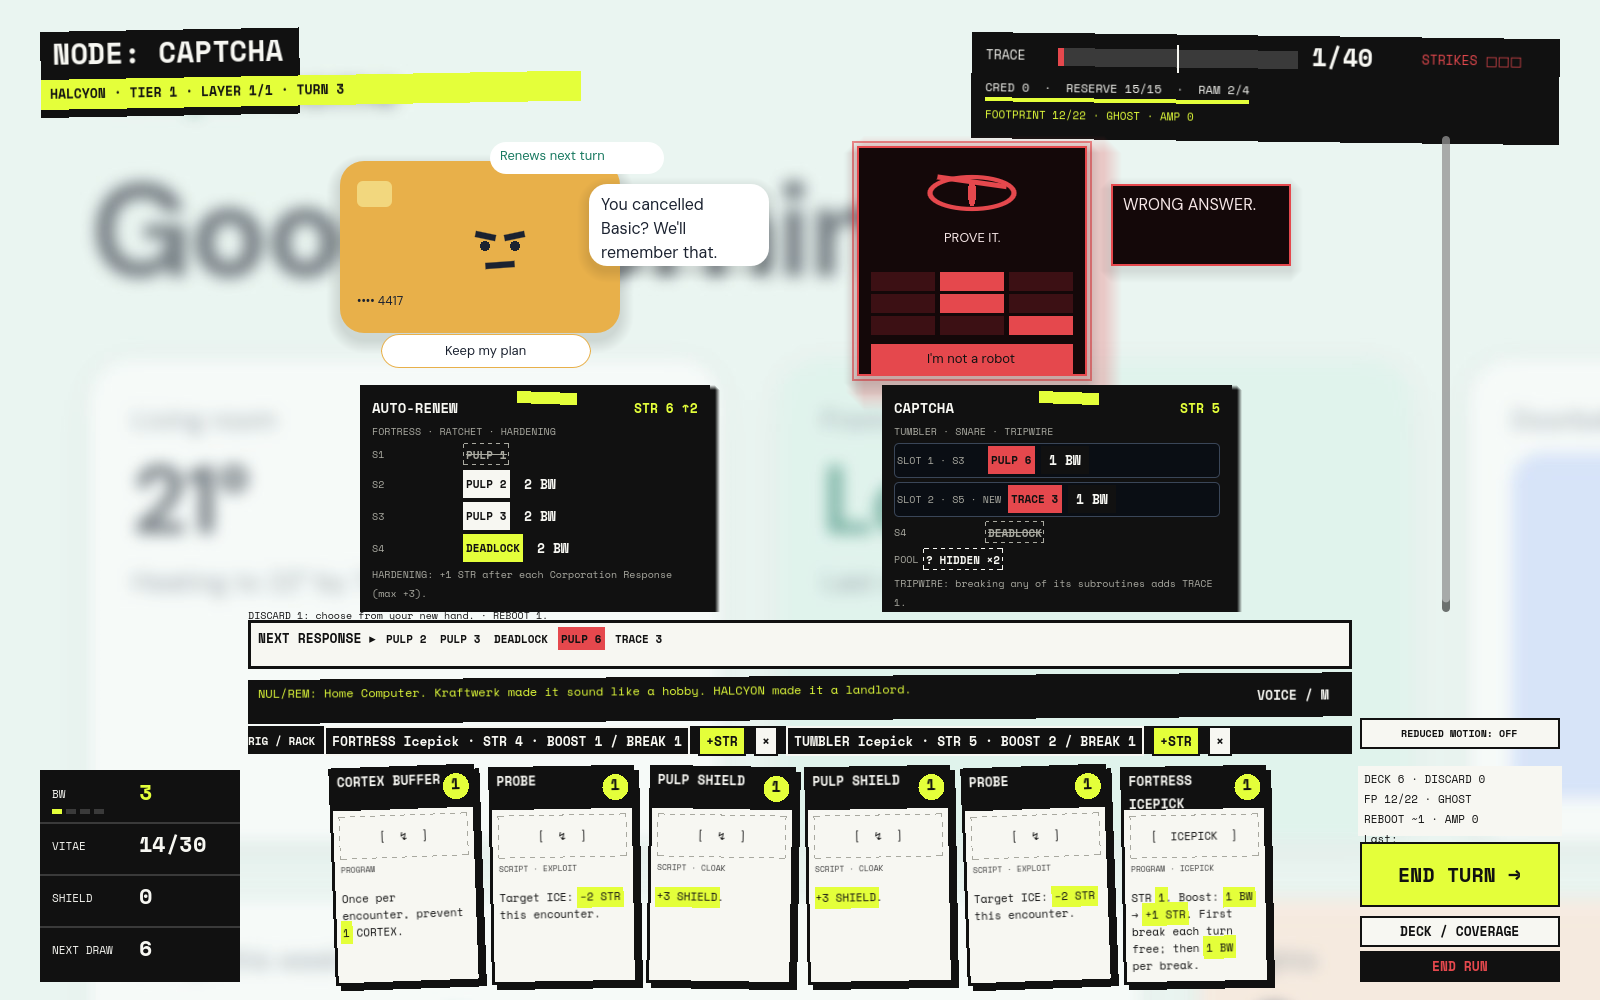 NODE: CAPTCHA
HALCYON · TIER 1 · LAYER 1/1 · TURN 3
TRACE 1/40 STRIKES □□□
CRED 0 · RESERVE 15/15 · RAM 2/4
FOOTPRINT 12/22 · GHOST · AMP 0
Renews next turn
You cancelled
Basic? We'll
remember that.
•••• 4417
Keep my plan
PROVE IT.
I'm not a robot
WRONG ANSWER.
AUTO-RENEW STR 6 ↑2
FORTRESS · RATCHET · HARDENING
S1 PULP 1
S2 PULP 2 2 BW
S3 PULP 3 2 BW
S4 DEADLOCK 2 BW
HARDENING: +1 STR after each Corporation Response
(max +3).
CAPTCHA STR 5
TUMBLER · SNARE · TRIPWIRE
SLOT 1 · S3 PULP 6 1 BW
SLOT 2 · S5 · NEW TRACE 3 1 BW
S4 DEADLOCK
POOL ? HIDDEN ×2
TRIPWIRE: breaking any of its subroutines adds TRACE
1.
DISCARD 1: choose from your new hand. · REBOOT 1.
NEXT RESPONSE ▸ PULP 2 PULP 3 DEADLOCK PULP 6 TRACE 3
NUL/REM: Home Computer. Kraftwerk made it sound like a hobby. HALCYON made it a landlord.
VOICE / M
RIG / RACK FORTRESS Icepick · STR 4 · BOOST 1 / BREAK 1 +STR × TUMBLER Icepick · STR 5 · BOOST 2 / BREAK 1 +STR ×
REDUCED MOTION: OFF
BW 3
VITAE 14/30
SHIELD 0
NEXT DRAW 6
CORTEX BUFFER 1
[ ↯ ]
PROGRAM
Once per
encounter, prevent
1 CORTEX.
PROBE 1
[ ↯ ]
SCRIPT · EXPLOIT
Target ICE: -2 STR
this encounter.
PULP SHIELD 1
[ ↯ ]
SCRIPT · CLOAK
+3 SHIELD.
PULP SHIELD 1
[ ↯ ]
SCRIPT · CLOAK
+3 SHIELD.
PROBE 1
[ ↯ ]
SCRIPT · EXPLOIT
Target ICE: -2 STR
this encounter.
FORTRESS
ICEPICK 1
[ ICEPICK ]
PROGRAM · ICEPICK
STR 1. Boost: 1 BW
→ +1 STR. First
break each turn
free; then 1 BW
per break.
DECK 6 · DISCARD 0
FP 12/22 · GHOST
REBOOT ~1 · AMP 0
Last:
END TURN →
DECK / COVERAGE
END RUN
21°